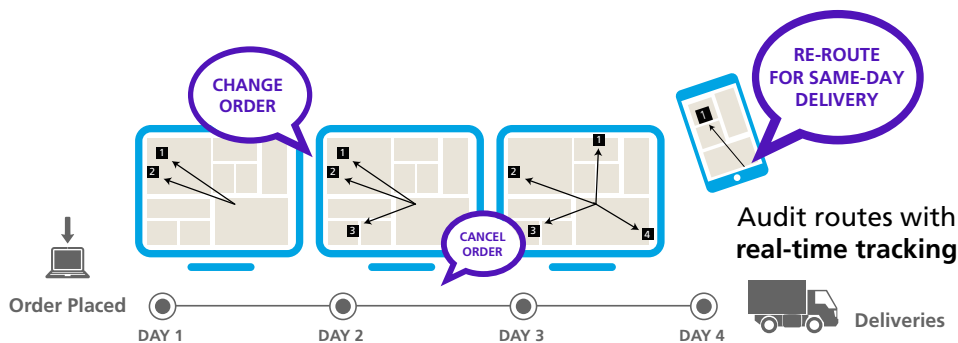 CHANGE
ORDER
RE-ROUTE
FOR SAME-DAY
DELIVERY
1
2
1
2
3
1
2
3
4
1
CANCEL
ORDER
Audit routes with
real-time tracking
Order Placed
Deliveries
DAY 1
DAY 2
DAY 3
DAY 4